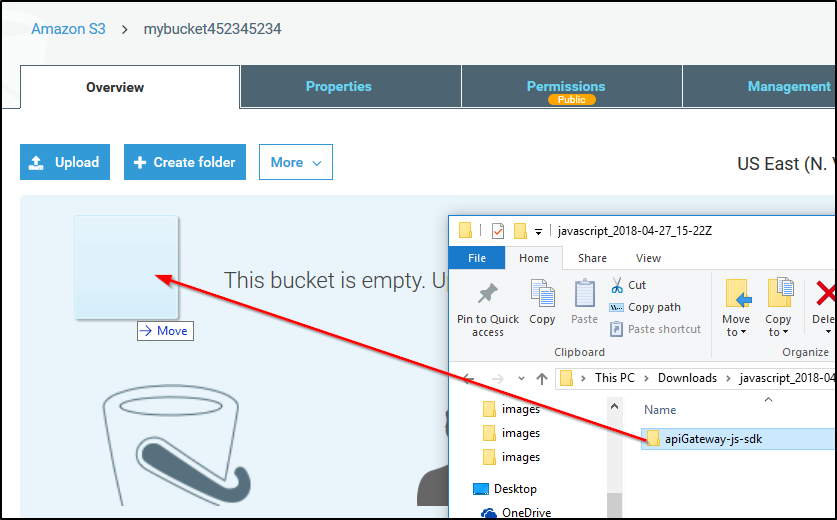 Amazon S3 > mybucket452345234
Overview
Properties
Permissions
Public
Management
Upload
Create folder
More
US East (N. V
This bucket is empty. U
Move
javascript_2018-04-27_15-22Z
File
Home
Share
View
Pin to Quick
access
Copy
Paste
Cut
Copy path
Paste shortcut
Clipboard
Move
to
Copy
to
Dele
Organize
This PC > Downloads > javascript_2018-04
images
images
images
Desktop
OneDrive
Name
apiGateway-js-sdk